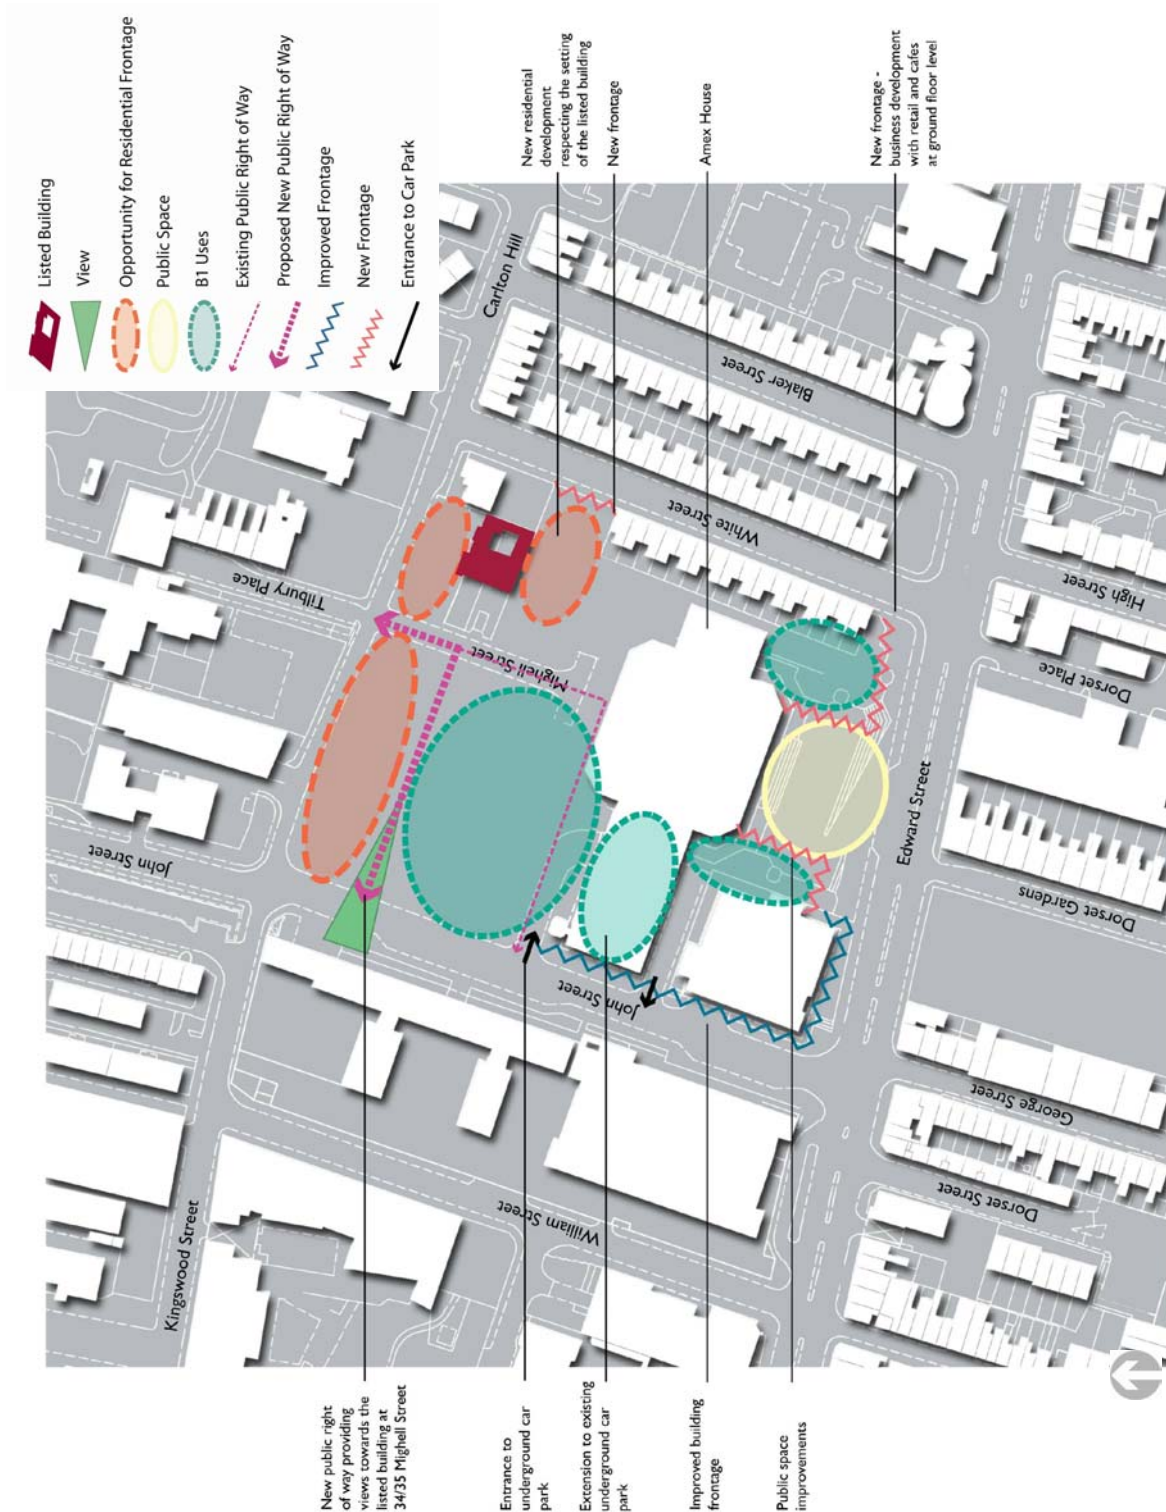 Listed Building
View
Opportunity for Residential Frontage
Public Space
B1 Uses
Existing Public Right of Way
Proposed New Public Right of Way
Improved Frontage
New Frontage
Entrance to Car Park
New residential
development
respecting the setting
of the listed building
New frontage
Amex House
New frontage -
business development
with retail and cafes
at ground floor level
Carlton Hill
Blaker Street
White Street
High Street
Tilbury Place
Mighell Street
Dorset Place
John Street
Edward Street
Dorset Gardens
John Street
George Street
Dorset Street
William Street
Kingswood Street
New public right
of way providing
views towards the
listed building at
34/35 Mighell Street
Entrance to
underground car
park
Extension to existing
underground car
park
Improved building
frontage
Public space
improvements